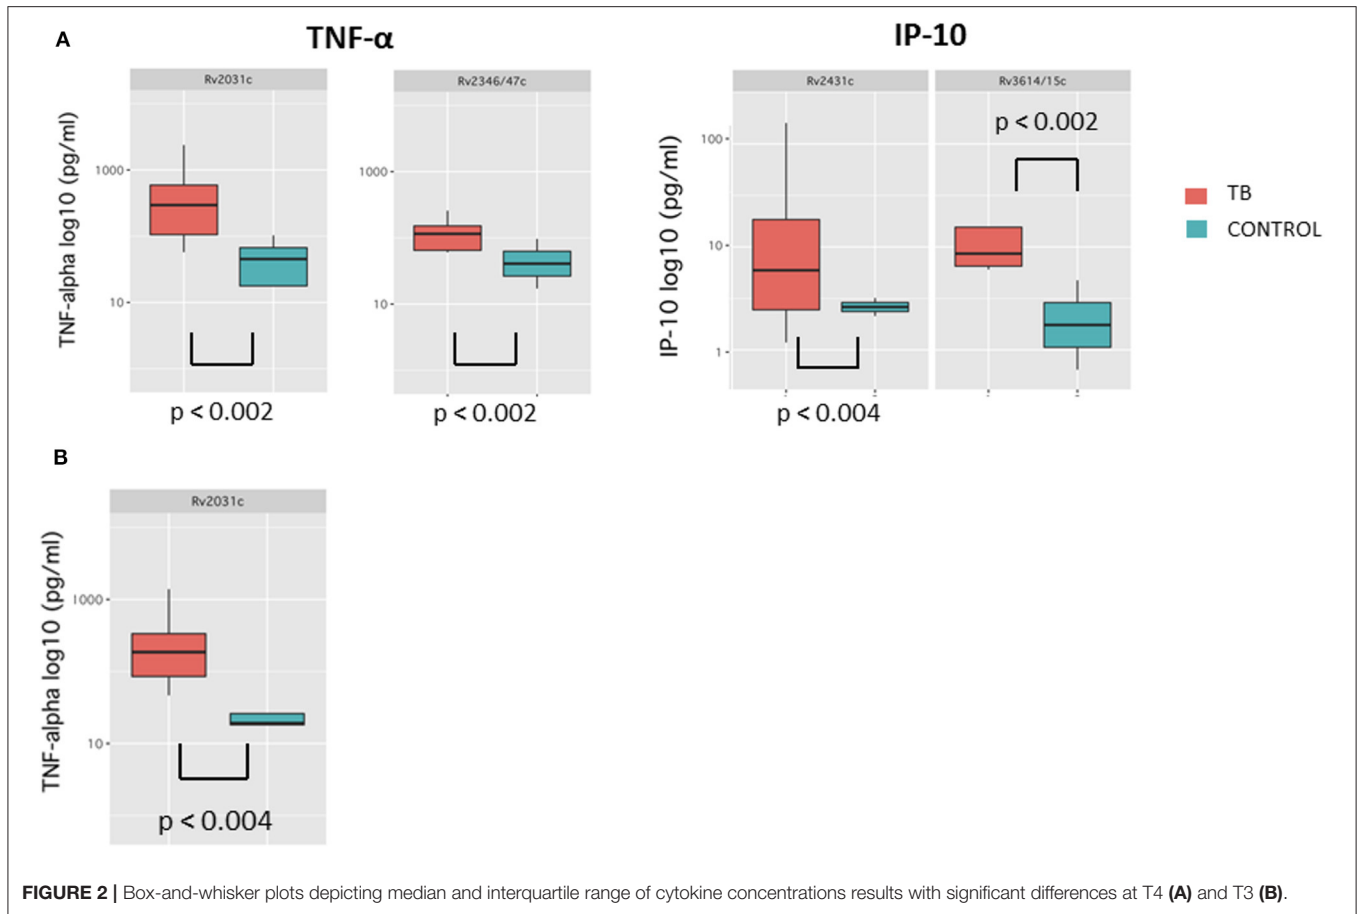 A
TNF-α
IP-10
Rv2031c
Rv2346/47c
Rv2431c
Rv3614/15c
TNF-alpha log10 (pg/ml)
1000
10
1000
10
IP-10 log10 (pg/ml)
100
10
1
p < 0.002
p < 0.002
p < 0.004
p < 0.002
TB
CONTROL
B
Rv2031c
TNF-alpha log10 (pg/ml)
1000
10
p < 0.004
FIGURE 2 | Box-and-whisker plots depicting median and interquartile range of cytokine concentrations results with significant differences at T4 (A) and T3 (B).